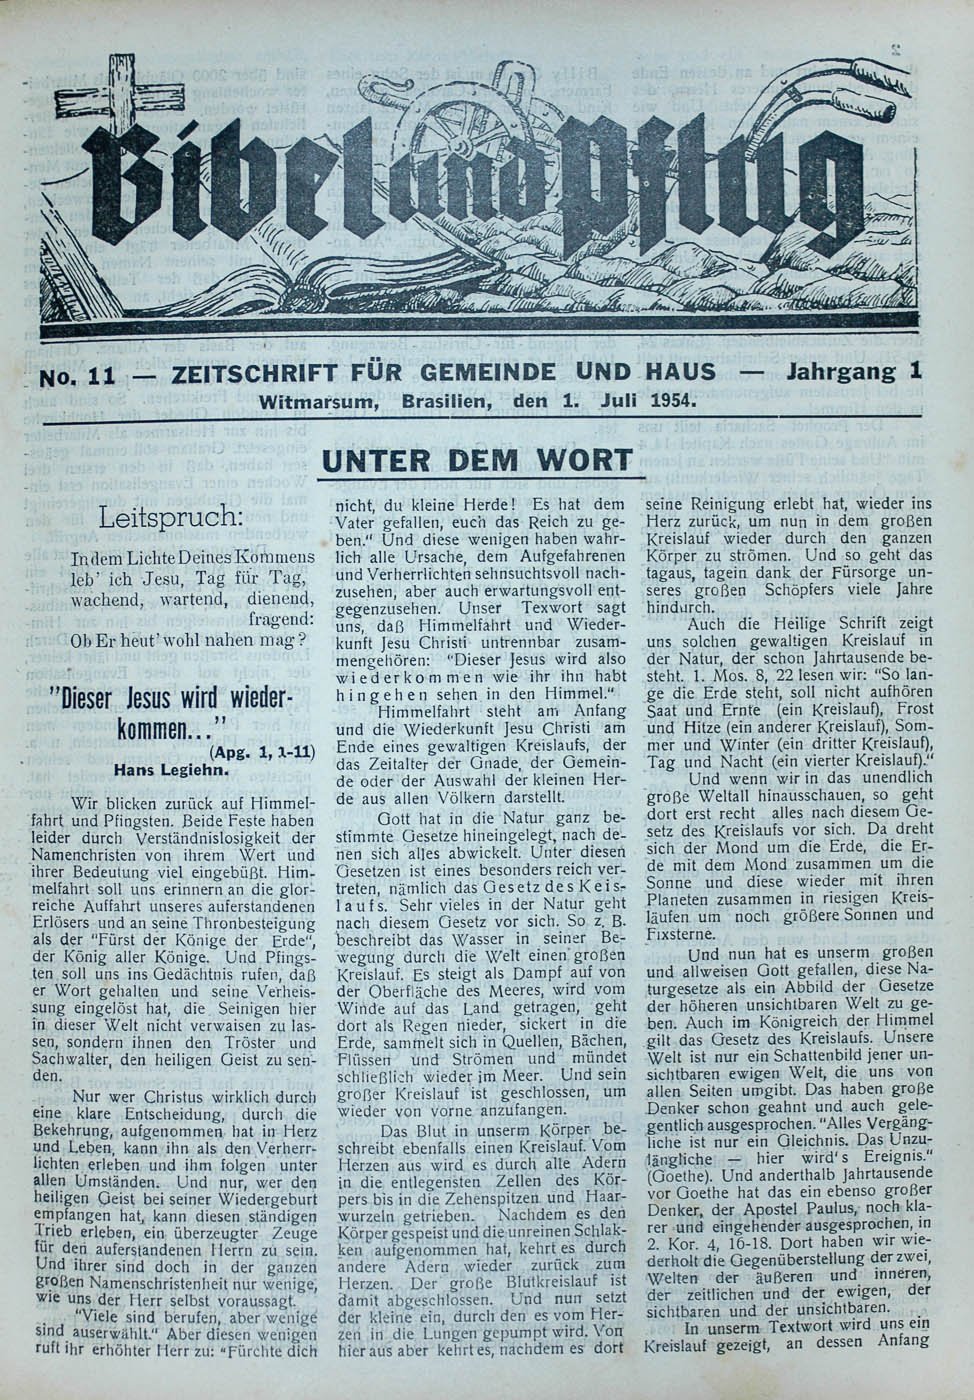 Bibel und Pflug
No. 11 — ZEITSCHRIFT FÜR GEMEINDE UND HAUS — Jahrgang 1
Witmarsum, Brasilien, den 1. Juli 1954.
UNTER DEM WORT
Leitspruch:
In dem Lichte Deines Kommens
leb' ich Jesu, Tag für Tag,
wachend, wartend, dienend,
fragend:
Ob Er heut' wohl nahen mag?
"Dieser Jesus wird wieder-
kommen..."
(Apg. 1, 1-11)
Hans Legiehn.
Wir blicken zurück auf Himmel-
fahrt und Pfingsten. Beide Feste haben
leider durch Verständnislosigkeit der
Namenchristen von ihrem Wert und
ihrer Bedeutung viel eingebüßt. Him-
melfahrt soll uns erinnern an die glor-
reiche Auffahrt unseres auferstandenen
Erlösers und an seine Thronbesteigung
als der "Fürst der Könige der Erde",
der König aller Könige. Und Pfings-
ten soll uns ins Gedächtnis rufen, daß
er Wort gehalten und seine Verheis-
sung eingelöst hat, die Seinigen hier
in dieser Welt nicht verwaisen zu las-
sen, sondern ihnen den Tröster und
Sachwalter, den heiligen Geist zu sen-
den.
Nur wer Christus wirklich durch
eine klare Entscheidung, durch die
Bekehrung, aufgenommen hat in Herz
und Leben, kann ihn als den Verherr-
lichten erleben und ihm folgen unter
allen Umständen. Und nur, wer den
heiligen Geist bei seiner Wiedergeburt
empfangen hat, kann diesen ständigen
Trieb erleben, ein überzeugter Zeuge
für den auferstandenen Herrn zu sein.
Und ihrer sind doch in der ganzen
großen Namenschristenheit nur wenige,
wie uns der Herr selbst voraussagt.
"Viele sind berufen, aber wenige
sind auserwählt." Aber diesen wenigen
ruft ihr erhöhter Herr zu: "Fürchte dich
nicht, du kleine Herde! Es hat dem
Vater gefallen, euch das Reich zu ge-
ben." Und diese wenigen haben wahr-
lich alle Ursache, dem Aufgefahrenen
und Verherrlichten sehnsuchtsvoll nach-
zusehen, aber auch erwartungsvoll ent-
gegenzusehen. Unser Texwort sagt
uns, daß Himmelfahrt und Wieder-
kunft Jesu Christi untrennbar zusam-
mengehören: "Dieser Jesus wird also
wiederkommen wie ihr ihn habt
hingehen sehen in den Himmel."
Himmelfahrt steht am Anfang
und die Wiederkunft Jesu Christi am
Ende eines gewaltigen Kreislaufs, der
das Zeitalter der Gnade, der Gemein-
de oder der Auswahl der kleinen Her-
de aus allen Völkern darstellt.
Gott hat in die Natur ganz be-
stimmte Gesetze hineingelegt, nach de-
nen sich alles abwickelt. Unter diesen
Gesetzen ist eines besonders reich ver-
treten, nämlich das Gesetz des Keis-
laufs. Sehr vieles in der Natur geht
nach diesem Gesetz vor sich. So z. B.
beschreibt das Wasser in seiner Be-
wegung durch die Welt einen großen
Kreislauf. Es steigt als Dampf auf von
der Oberfläche des Meeres, wird vom
Winde auf das Land getragen, geht
dort als Regen nieder, sickert in die
Erde, sammelt sich in Quellen, Bächen,
Flüssen und Strömen und mündet
schließlich wieder im Meer. Und sein
großer Kreislauf ist geschlossen, um
wieder von vorne anzufangen.
Das Blut in unserm Körper be-
schreibt ebenfalls einen Kreislauf. Vom
Herzen aus wird es durch alle Adern
in die entlegensten Zellen des Kör-
pers bis in die Zehenspitzen und Haar-
wurzeln getrieben. Nachdem es den
Körper gespeist und die unreinen Schlak-
ken aufgenommen hat, kehrt es durch
andere Adern wieder zurück zum
Herzen. Der große Blutkreislauf ist
damit abgeschlossen. Und nun setzt
der kleine ein, durch den es vom Her-
zen in die Lungen gepumpt wird. Von
hier aus aber kehrt es, nachdem es dort
seine Reinigung erlebt hat, wieder ins
Herz zurück, um nun in dem großen
Kreislauf wieder durch den ganzen
Körper zu strömen. Und so geht das
tagaus, tagein dank der Fürsorge un-
seres großen Schöpfers viele Jahre
hindurch.
Auch die Heilige Schrift zeigt
uns solchen gewaltigen Kreislauf in
der Natur, der schon Jahrtausende be-
steht. 1. Mos. 8, 22 lesen wir: "So lan-
ge die Erde steht, soll nicht aufhören
Saat und Ernte (ein Kreislauf), Frost
und Hitze (ein anderer Kreislauf), Som-
mer und Winter (ein dritter Kreislauf),
Tag und Nacht (ein vierter Kreislauf)."
Und wenn wir in das unendlich
große Weltall hinausschauen, so geht
dort erst recht alles nach diesem Ge-
setz des Kreislaufs vor sich. Da dreht
sich der Mond um die Erde, die Er-
de mit dem Mond zusammen um die
Sonne und diese wieder mit ihren
Planeten zusammen in riesigen Kreis-
läufen um noch größere Sonnen und
Fixsterne.
Und nun hat es unserm großen
und allweisen Gott gefallen, diese Na-
turgesetze als ein Abbild der Gesetze
der höheren unsichtbaren Welt zu ge-
ben. Auch im Königreich der Himmel
gilt das Gesetz des Kreislaufs. Unsere
Welt ist nur ein Schattenbild jener un-
sichtbaren ewigen Welt, die uns von
allen Seiten umgibt. Das haben große
Denker schon geahnt und auch gele-
gentlich ausgesprochen. "Alles Vergäng-
liche ist nur ein Gleichnis. Das Unzu-
längliche — hier wird's Ereignis."
(Goethe). Und anderthalb Jahrtausende
vor Goethe hat das ein ebenso großer
Denker, der Apostel Paulus, noch kla-
rer und eingehender ausgesprochen, in
2. Kor. 4, 16-18. Dort haben wir wie-
derholt die Gegenüberstellung der zwei,
Welten der äußeren und inneren,
der zeitlichen und der ewigen, der
sichtbaren und der unsichtbaren.
In unserm Textwort wird uns ein
Kreislauf gezeigt, an dessen Anfang